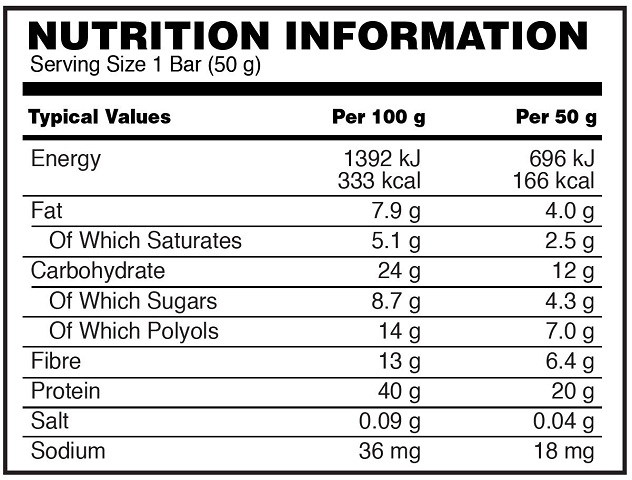 NUTRITION INFORMATION
Serving Size 1 Bar (50 g)
Typical Values Per 100 g Per 50 g
Energy 1392 kJ 696 kJ
333 kcal 166 kcal
Fat 7.9 g 4.0 g
Of Which Saturates 5.1 g 2.5 g
Carbohydrate 24 g 12 g
Of Which Sugars 8.7 g 4.3 g
Of Which Polyols 14 g 7.0 g
Fibre 13 g 6.4 g
Protein 40 g 20 g
Salt 0.09 g 0.04 g
Sodium 36 mg 18 mg